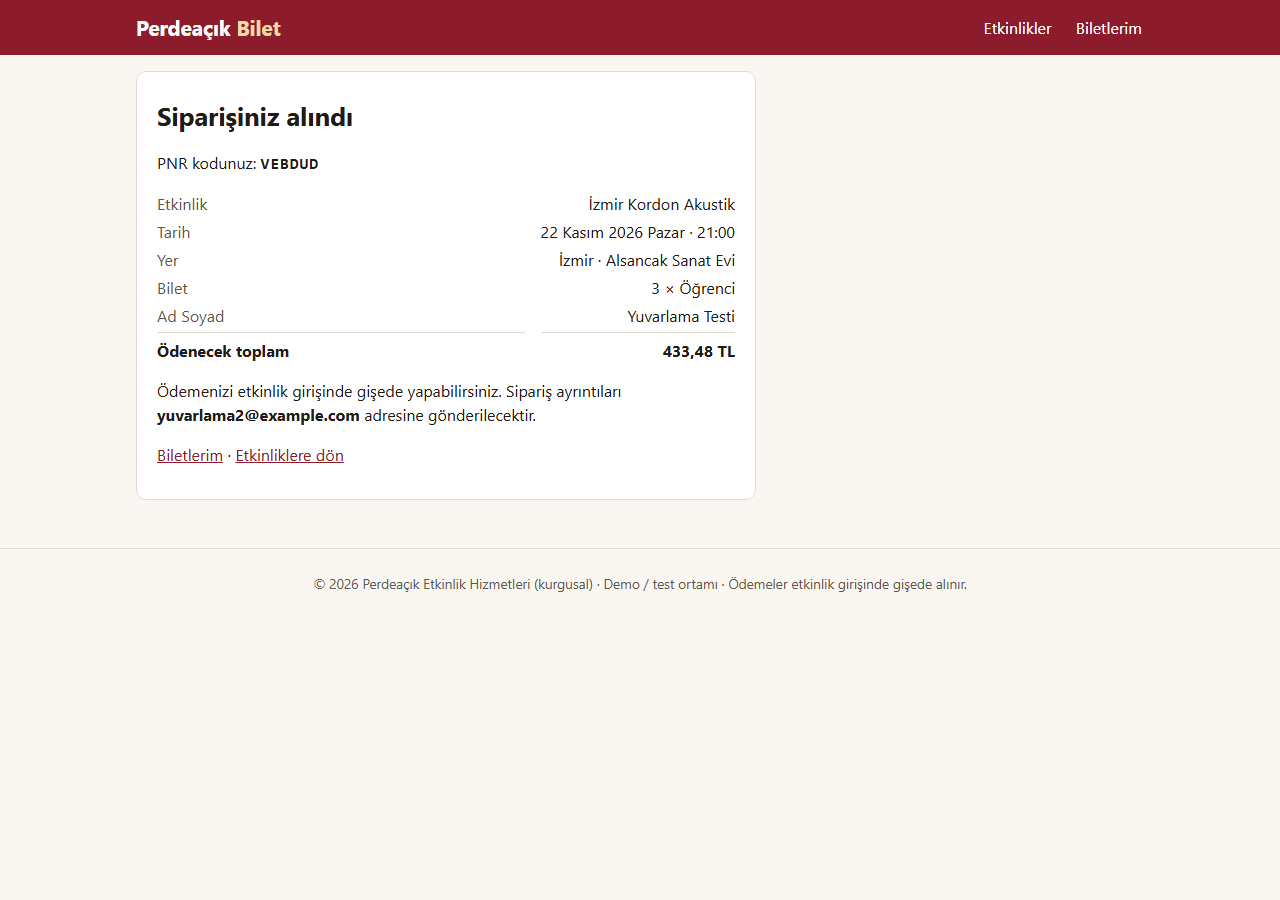 Perdeaçık Bilet
Etkinlikler
Biletlerim
Siparişiniz alındı
PNR kodunuz: VEBDUD
Etkinlik İzmir Kordon Akustik
Tarih 22 Kasım 2026 Pazar · 21:00
Yer İzmir · Alsancak Sanat Evi
Bilet 3 × Öğrenci
Ad Soyad Yuvarlama Testi
Ödenecek toplam 433,48 TL
Ödemenizi etkinlik girişinde gişede yapabilirsiniz. Sipariş ayrıntıları
yuvarlama2@example.com adresine gönderilecektir.
Biletlerim · Etkinliklere dön
© 2026 Perdeaçık Etkinlik Hizmetleri (kurgusal) · Demo / test ortamı · Ödemeler etkinlik girişinde gişede alınır.